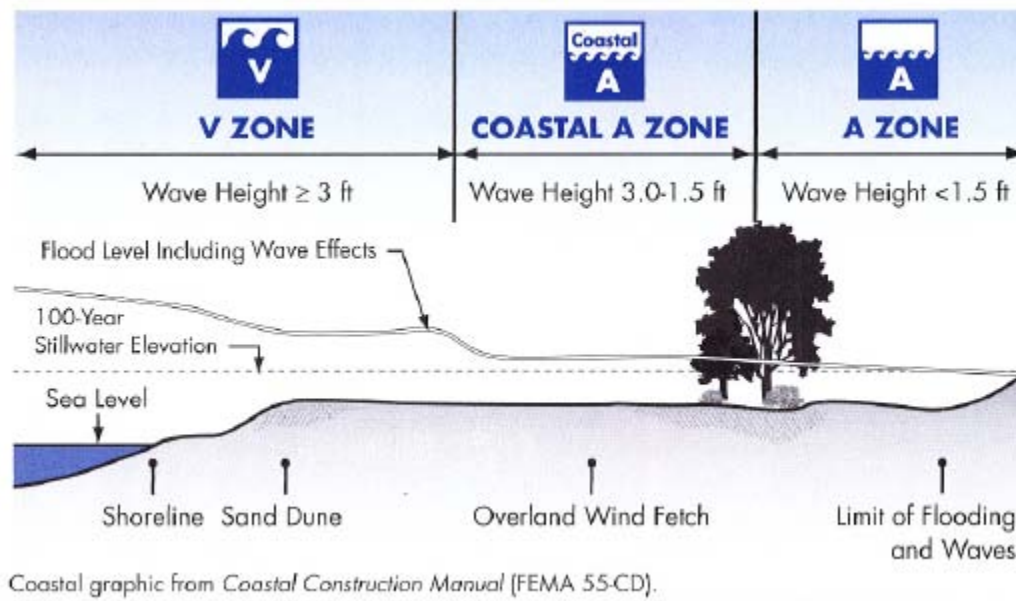 V
Coastal
A
A
V ZONE
COASTAL A ZONE
A ZONE
Wave Height ≥ 3 ft
Wave Height 3.0-1.5 ft
Wave Height <1.5 ft
Flood Level Including Wave Effects
100-Year
Stillwater Elevation
Sea Level
Shoreline
Sand Dune
Overland Wind Fetch
Limit of Flooding
and Waves
Coastal graphic from Coastal Construction Manual (FEMA 55-CD).